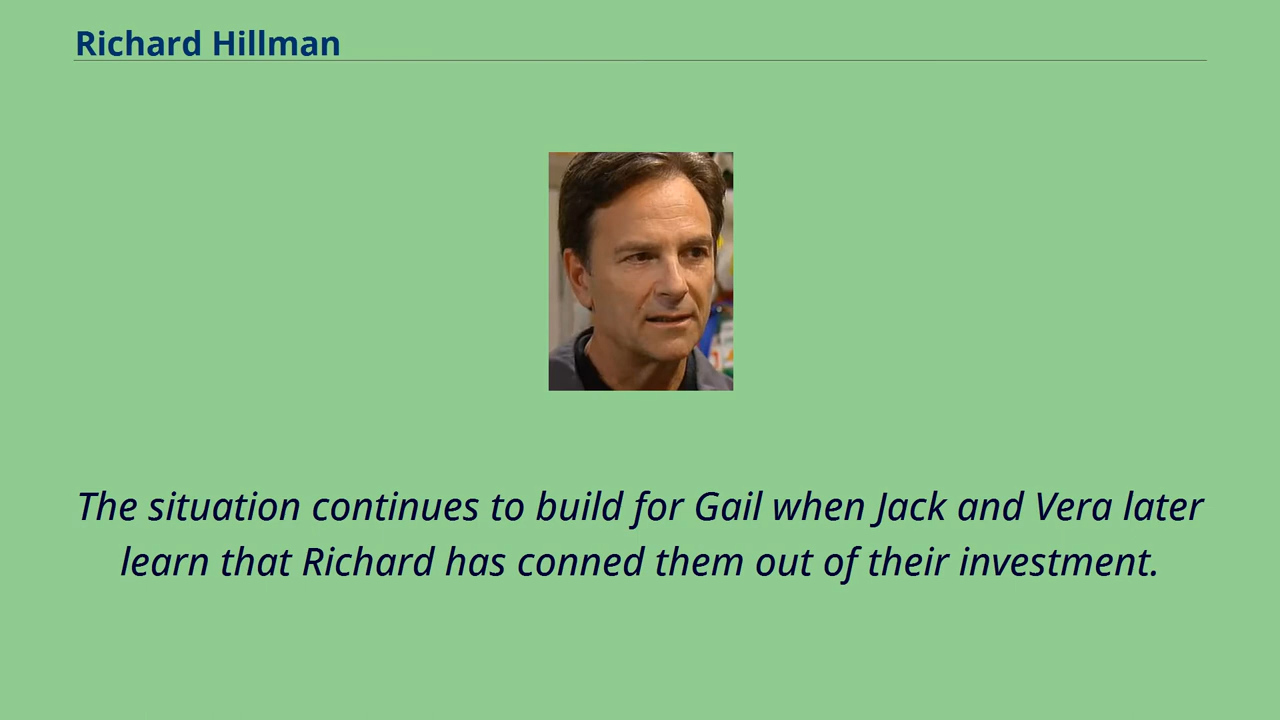 Richard Hillman
The situation continues to build for Gail when Jack and Vera later
learn that Richard has conned them out of their investment.